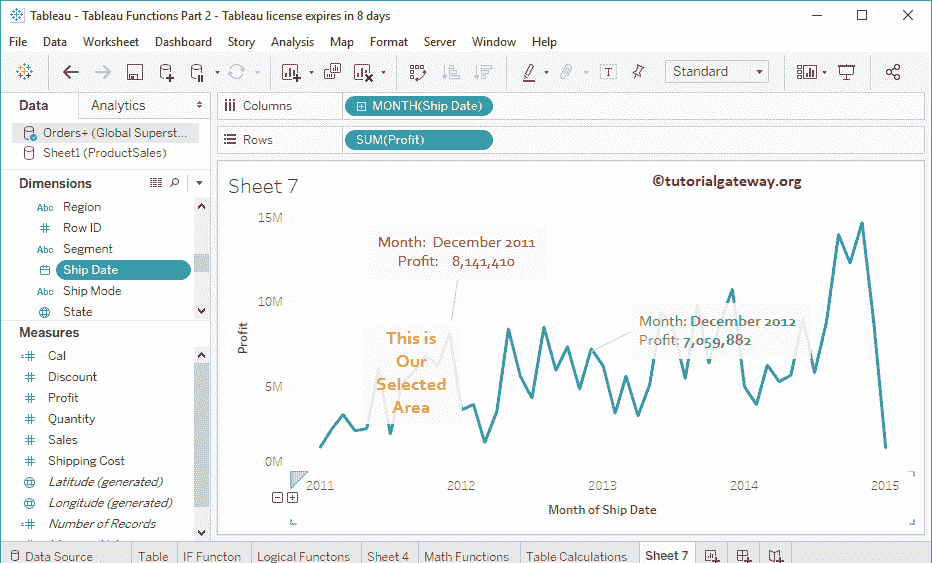 Tableau - Tableau Functions Part 2 - Tableau license expires in 8 days
File Data Worksheet Dashboard Story Analysis Map Format Server Window Help
Standard
Data Analytics
Columns MONTH(Ship Date)
Orders+ (Global Superst...
Rows SUM(Profit)
Sheet1 (ProductSales)
Dimensions
Abc Region
Row ID
Abc Segment
Ship Date
Abc Ship Mode
State
Measures
Cal
Discount
Profit
Quantity
Sales
Shipping Cost
Latitude (generated)
Longitude (generated)
Number of Records
Sheet 7
©tutorialgateway.org
15M
10M
5M
0M
Profit
Month: December 2011
Profit: 8,141,410
This is
Our
Selected
Area
Month: December 2012
Profit: 7,059,882
2011 2012 2013 2014 2015
Month of Ship Date
Data Source Table IF Functon Logical Functons Sheet 4 Math Functions Table Calculations Sheet 7